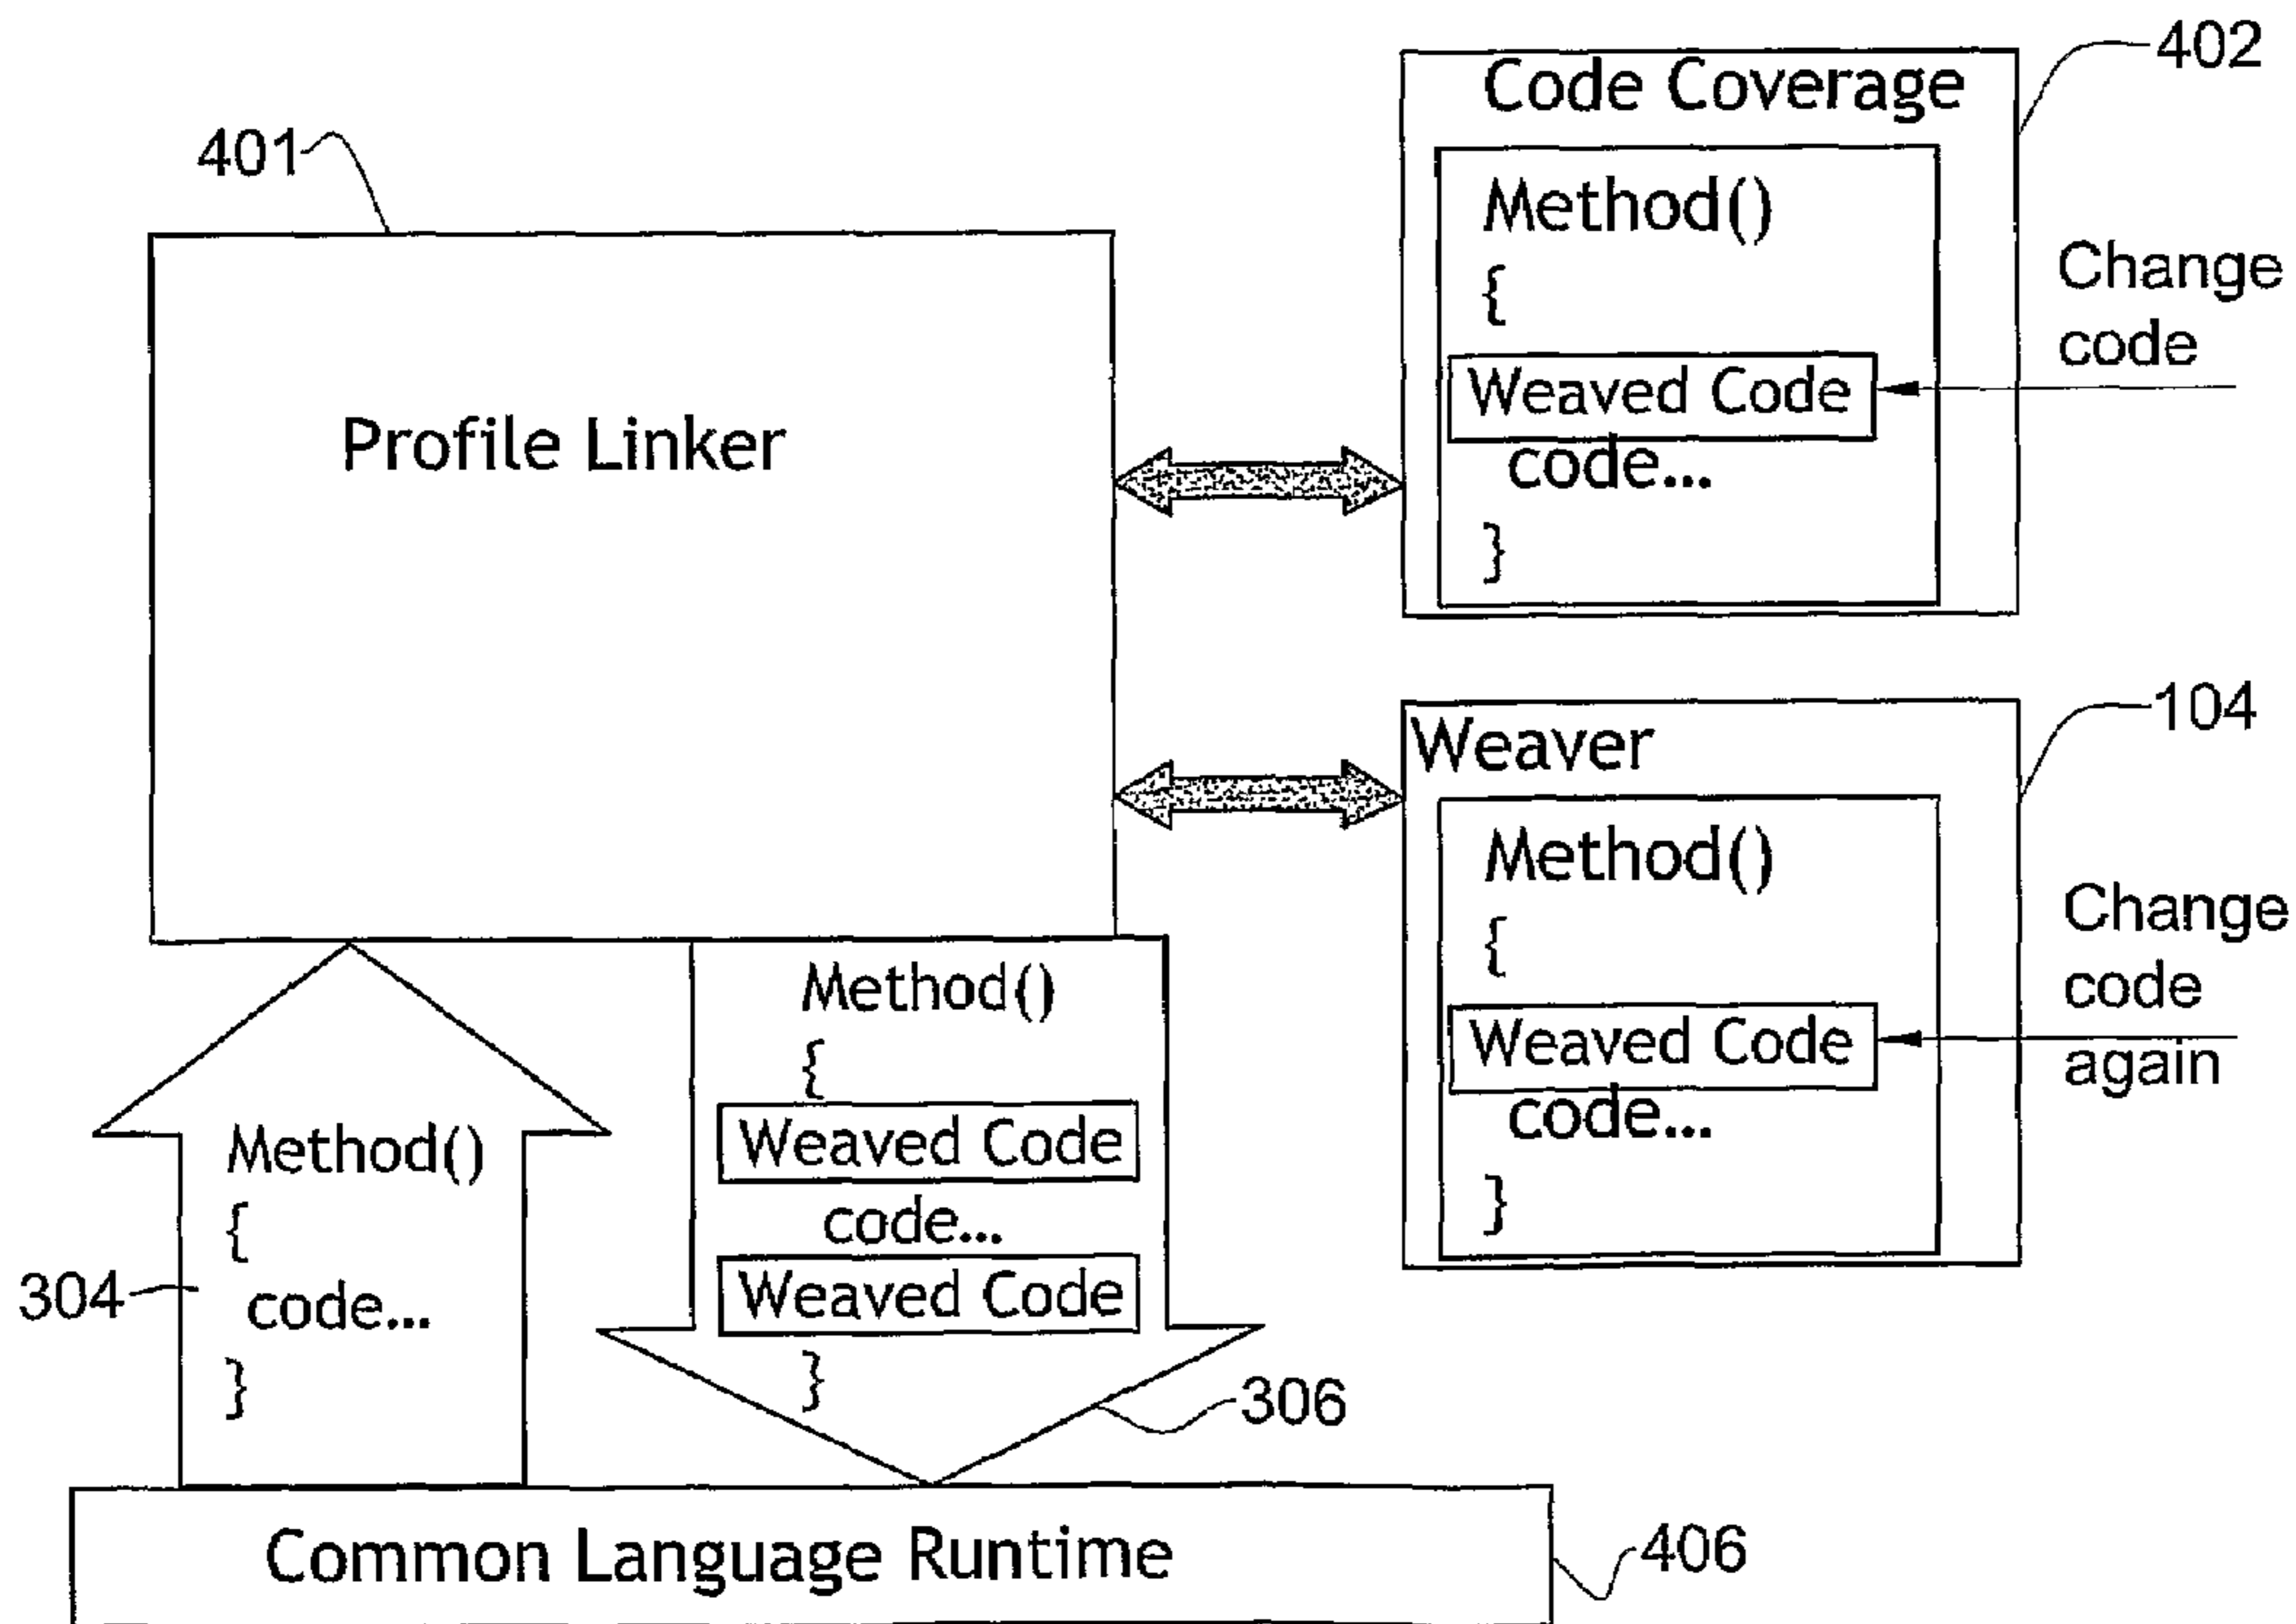 402
Code Coverage
401
Method()
{
Change
code
Weaved Code
code...
}
Profile Linker
104
Weaver
Method()
{
Change
code
again
Weaved Code
code...
}
Method()
{
code...
}
304
Method()
{
Weaved Code
code...
Weaved Code
}
306
Common Language Runtime
406